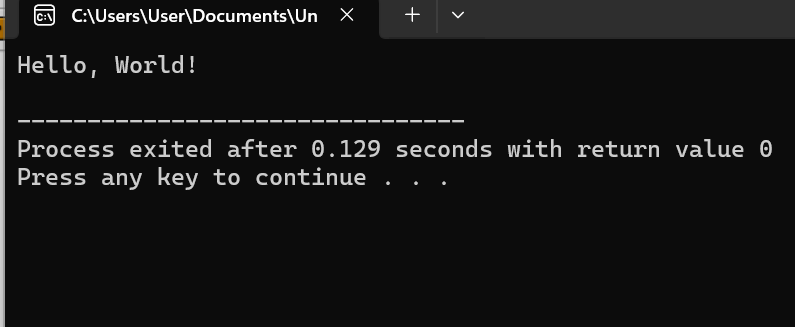 C:\Users\User\Documents\Un
Hello, World!
--------------------------------
Process exited after 0.129 seconds with return value 0
Press any key to continue . . .